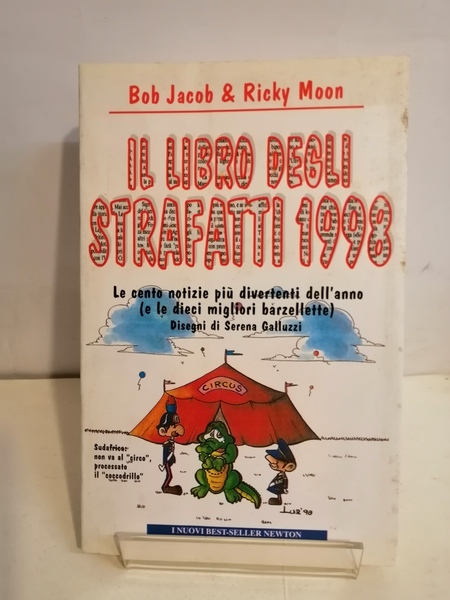 Bob Jacob & Ricky Moon
IL LIBRO DEGLI
STRAFATTI 1998
Le cento notizie più divertenti dell'anno
(e le dieci migliori barzellette)
Disegni di Serena Galluzzi
CIRCUS
Sudafrica:
non va al "circo",
processato
il "coccodrillo"
I NUOVI BEST-SELLER NEWTON